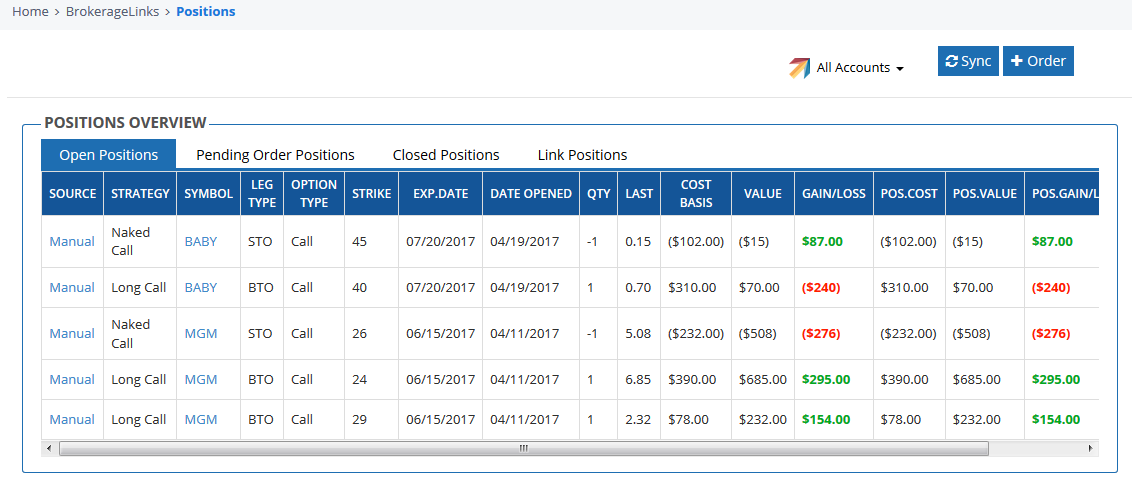 Home > BrokerageLinks > Positions
All Accounts
Sync
+ Order
POSITIONS OVERVIEW
Open Positions Pending Order Positions Closed Positions Link Positions
SOURCE STRATEGY SYMBOL LEG TYPE OPTION TYPE STRIKE EXP.DATE DATE OPENED QTY LAST COST BASIS VALUE GAIN/LOSS POS.COST POS.VALUE POS.GAIN/L
Manual Naked Call BABY STO Call 45 07/20/2017 04/19/2017 -1 0.15 ($102.00) ($15) $87.00 ($102.00) ($15) $87.00
Manual Long Call BABY BTO Call 40 07/20/2017 04/19/2017 1 0.70 $310.00 $70.00 ($240) $310.00 $70.00 ($240)
Manual Naked Call MGM STO Call 26 06/15/2017 04/11/2017 -1 5.08 ($232.00) ($508) ($276) ($232.00) ($508) ($276)
Manual Long Call MGM BTO Call 24 06/15/2017 04/11/2017 1 6.85 $390.00 $685.00 $295.00 $390.00 $685.00 $295.00
Manual Long Call MGM BTO Call 29 06/15/2017 04/11/2017 1 2.32 $78.00 $232.00 $154.00 $78.00 $232.00 $154.00